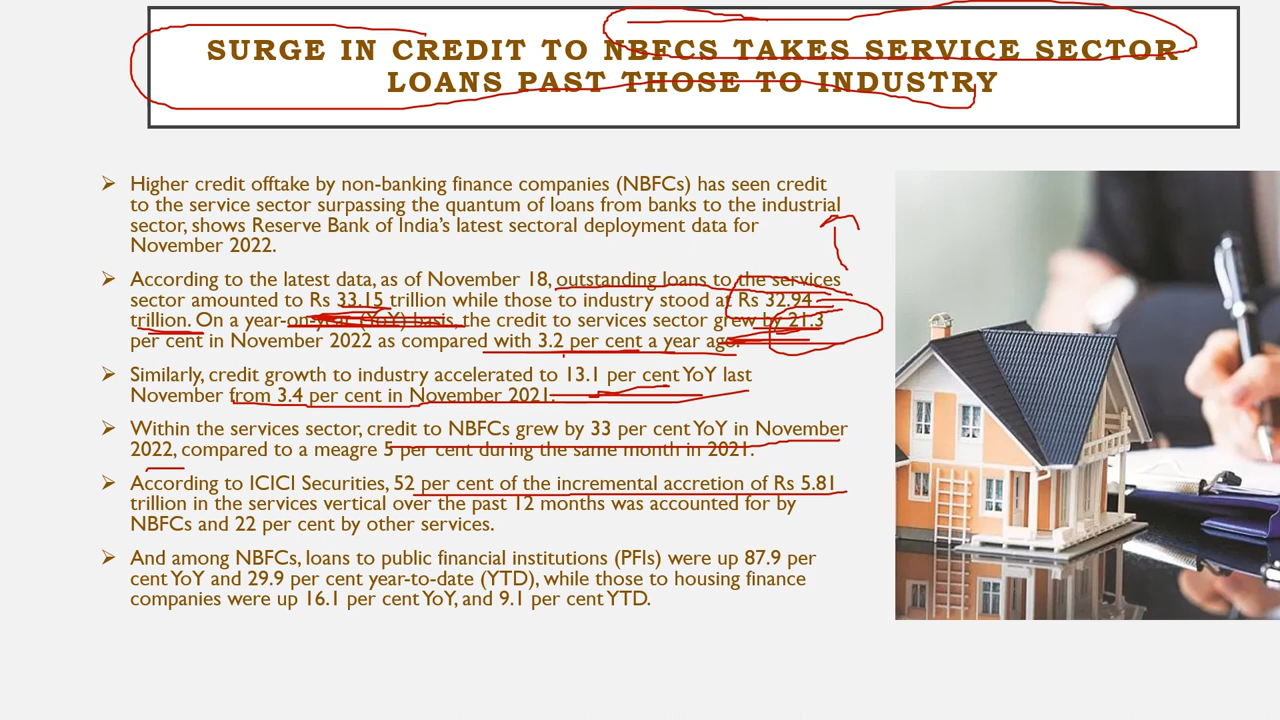 SURGE IN CREDIT TO NBFCS TAKES SERVICE SECTOR
LOANS PAST THOSE TO INDUSTRY
Higher credit offtake by non-banking finance companies (NBFCs) has seen credit
to the service sector surpassing the quantum of loans from banks to the industrial
sector, shows Reserve Bank of India's latest sectoral deployment data for
November 2022.
According to the latest data, as of November 18, outstanding loans to the services
sector amounted to Rs 33.15 trillion while those to industry stood at Rs 32.94
trillion. On a year-on-year (YoY) basis, the credit to services sector grew by 21.3
per cent in November 2022 as compared with 3.2 per cent a year ago.
Similarly, credit growth to industry accelerated to 13.1 per cent YoY last
November from 3.4 per cent in November 2021.
Within the services sector, credit to NBFCs grew by 33 per cent YoY in November
2022, compared to a meagre 5 per cent during the same month in 2021.
According to ICICI Securities, 52 per cent of the incremental accretion of Rs 5.81
trillion in the services vertical over the past 12 months was accounted for by
NBFCs and 22 per cent by other services.
And among NBFCs, loans to public financial institutions (PFIs) were up 87.9 per
cent YoY and 29.9 per cent year-to-date (YTD), while those to housing finance
companies were up 16.1 per cent YoY, and 9.1 per cent YTD.